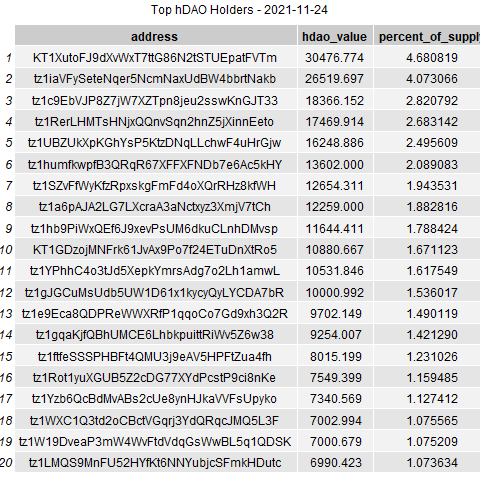 Top hDAO Holders - 2021-11-24
address hdao_value percent_of_supply
1 KT1XutoFJ9dXvWxT7ttG86N2tSTUEpatFVTm 30476.774 4.680819
2 tz1iaVFySeteNqer5NcmNaxUdBW4bbrtNakb 26519.697 4.073066
3 tz1c9EbVJP8Z7jW7XZTpn8jeu2sswKnGJT33 18366.152 2.820792
4 tz1RerLHMTsHNjxQQnvSqn2hnZ5jXinnEeto 17469.914 2.683142
5 tz1UBZUkXpKGhYsP5KtzDNqLLchwF4uHrGjw 16248.886 2.495609
6 tz1humfkwpfB3QRqR67XFFXFNDb7e6Ac5kHY 13602.000 2.089083
7 tz1SZvFfWyKfzRpxskgFmFd4oXQrRHz8kfWH 12654.311 1.943531
8 tz1a6pAJA2LG7LXcraA3aNctxyz3XmjV7tCh 12259.000 1.882816
9 tz1hb9PiWxQEf6J9xevPsUM6dkuCLnhDMvsp 11644.411 1.788424
10 KT1GDzojMNFrk61JvAx9Po7f24ETuDnXtRo5 10880.667 1.671123
11 tz1YPhhC4o3tJd5XepkYmrsAdg7o2Lh1amwL 10531.846 1.617549
12 tz1gJGCuMsUdb5UW1D61x1kycyQyLYCDA7bR 10000.992 1.536017
13 tz1e9Eca8QDPReWWXRfP1qqoCo7Gd9xh3Q2R 9702.149 1.490119
14 tz1gqaKjfQBhUMCE6LhbkpuittRiWv5Z6w38 9254.007 1.421290
15 tz1ftfeSSSPHBFt4QMU3j9eAV5HPFtZua4fh 8015.199 1.231026
16 tz1Rot1yuXGUB5Z2cDG77XYdPcstP9ci8nKe 7549.399 1.159485
17 tz1Yzb6QcBdMvABs2cUe8ynHJkaVVFsUpyko 7340.569 1.127412
18 tz1WXC1Q3td2oCBctVGqrj3YdQRqcJMQ5L3F 7002.994 1.075565
19 tz1W19DveaP3mW4WvFtdVdqGsWwBL5q1QDSK 7000.679 1.075209
20 tz1LMQS9MnFU52HYfKt6NNYubjcSFmkHDutc 6990.423 1.073634